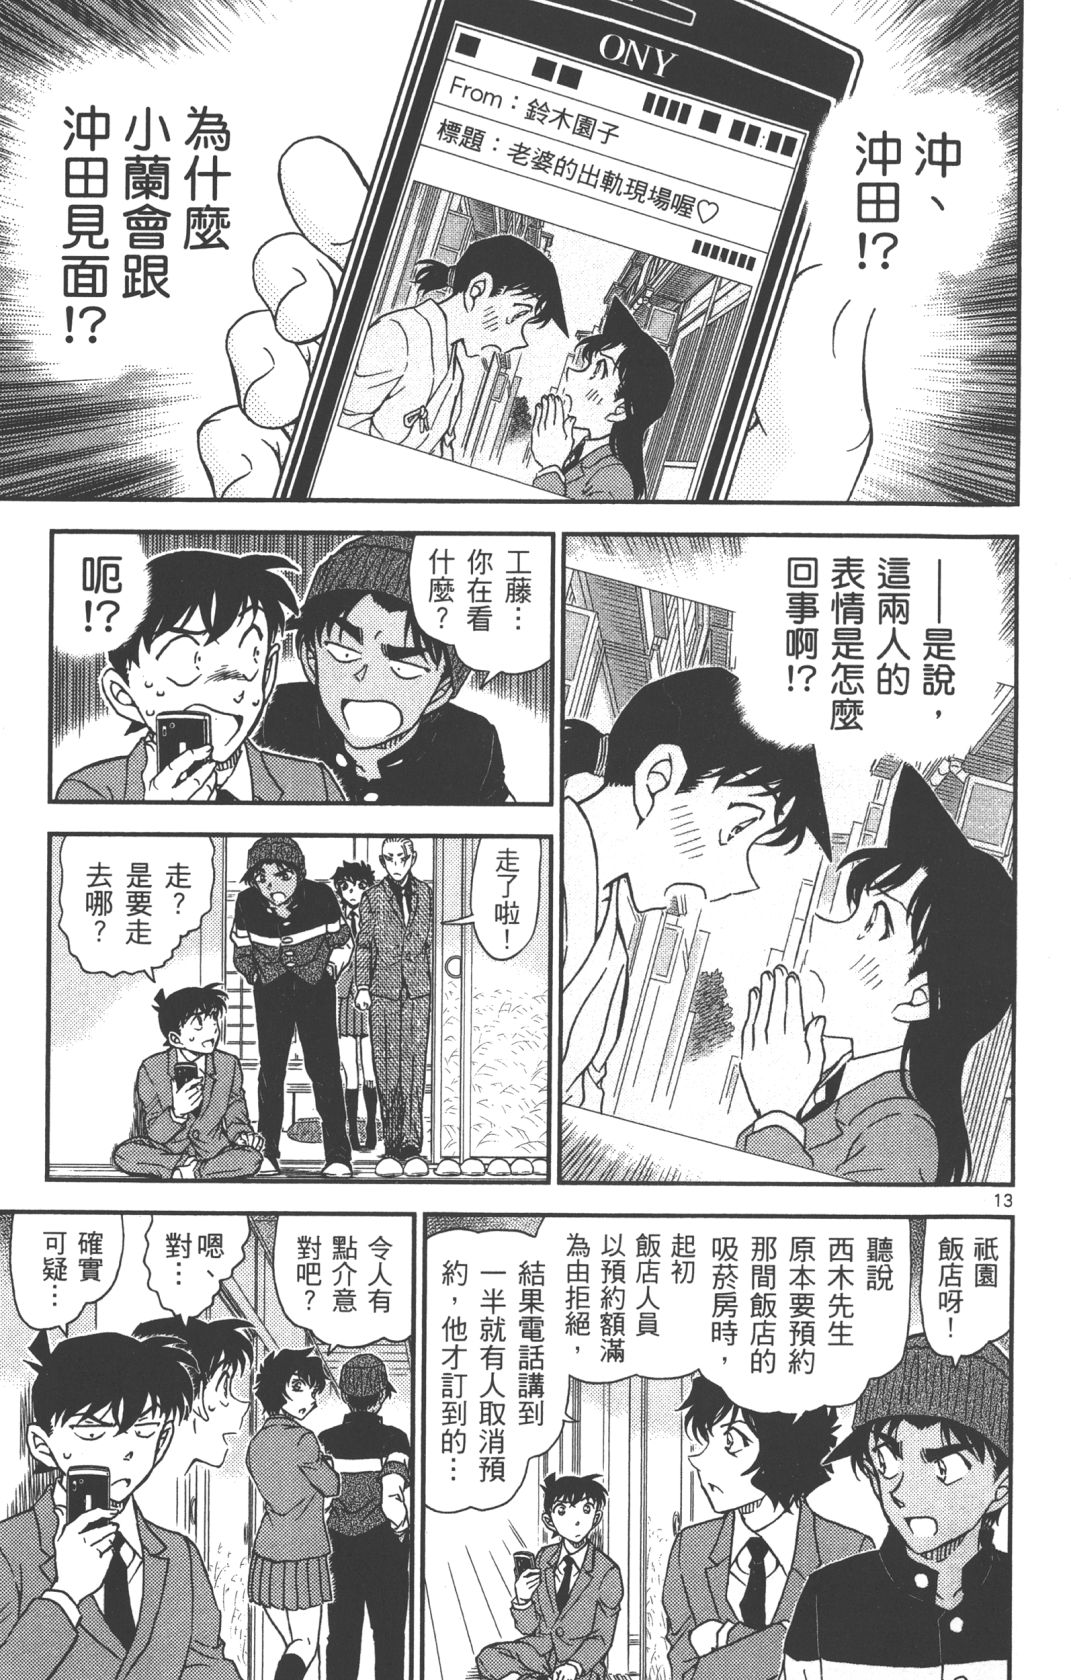 沖、
沖田!?
ONY
From：鈴木園子
標題：老婆的出軌現場喔♡
為什麼
小蘭會跟
沖田見面!?
——是說，
這兩人的
表情是怎麼
回事啊!?
工藤…
你在看
什麼？
呃!?
走了啦！
走？
是要走
去哪？
13
祇園
飯店呀！
聽說
西木先生
原本要預約
那間飯店的
吸菸房時，
起初
飯店人員
以預約額滿
為由拒絕，
結果電話講到
一半就有人取消預
約，他才訂到的…
令人有
點介意
對吧？
嗯、
對…
確實
可疑…